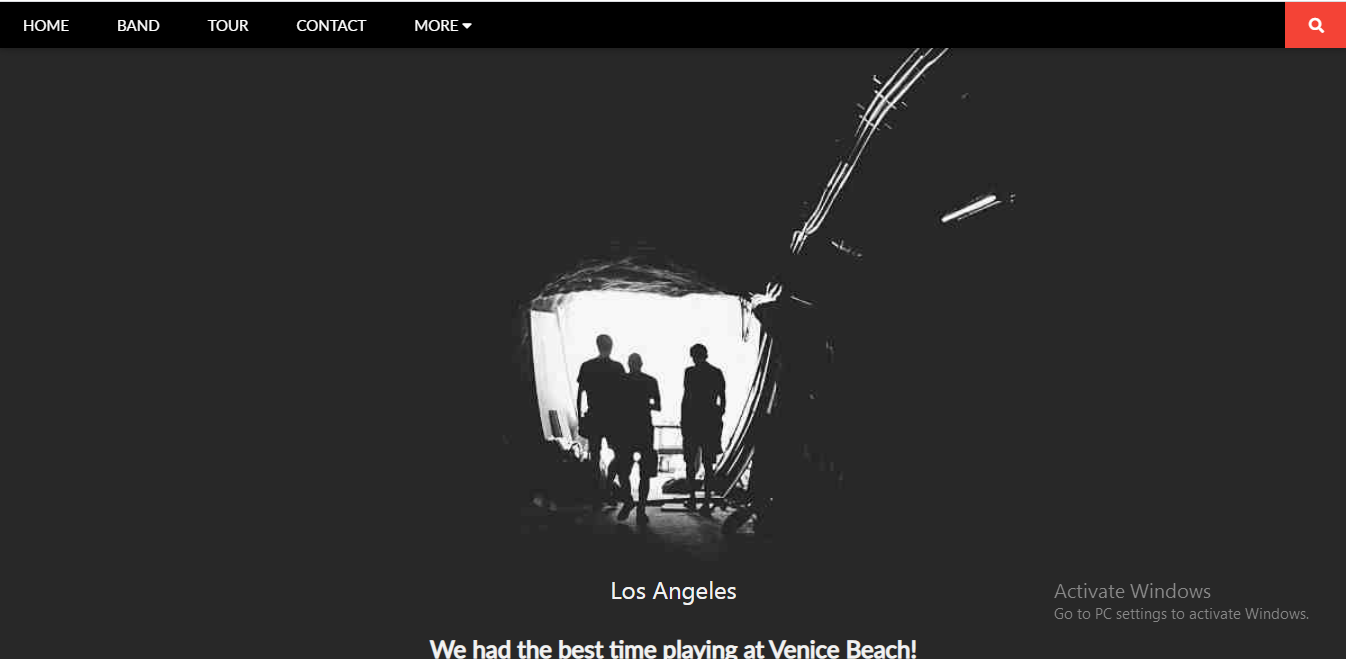 HOME BAND TOUR CONTACT MORE
Los Angeles
Activate Windows
Go to PC settings to activate Windows.
We had the best time playing at Venice Beach!